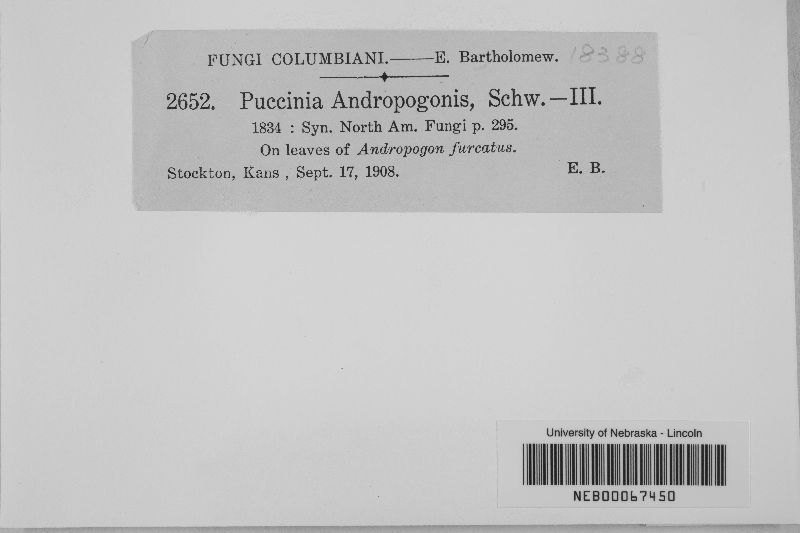 FUNGI COLUMBIANI.——E. Bartholomew. 18388
2652. Puccinia Andropogonis, Schw.—III.
1834 : Syn. North Am. Fungi p. 295.
On leaves of Andropogon furcatus.
Stockton, Kans , Sept. 17, 1908. E. B.
University of Nebraska - Lincoln
NEB00067450